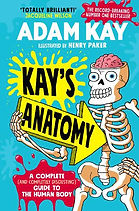 "TOTALLY BRILLIANT!"
JACQUELINE WILSON
THE RECORD-BREAKING
NUMBER ONE BESTSELLER
ADAM KAY
ILLUSTRATED BY HENRY PAKER
KAY'S
ANATOMY
A COMPLETE
(AND COMPLETELY DISGUSTING)
GUIDE TO
THE HUMAN BODY